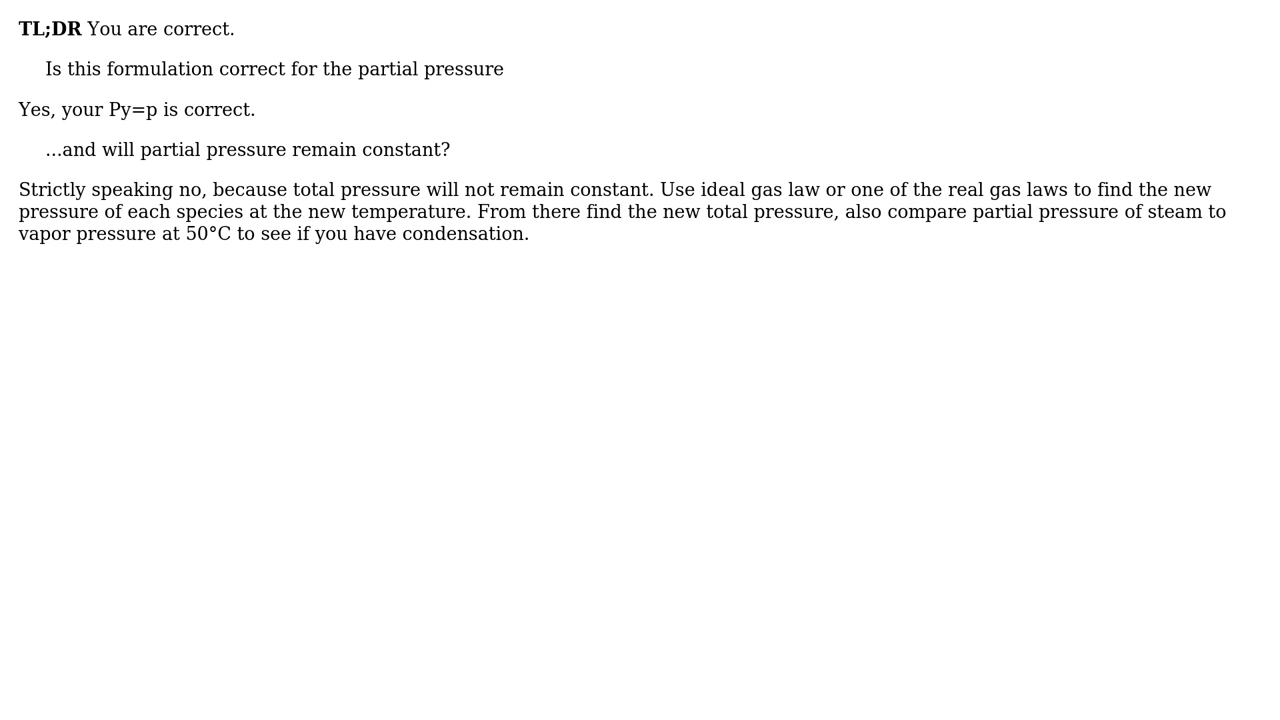 TL;DR You are correct.
Is this formulation correct for the partial pressure
Yes, your Py=p is correct.
...and will partial pressure remain constant?
Strictly speaking no, because total pressure will not remain constant. Use ideal gas law or one of the real gas laws to find the new
pressure of each species at the new temperature. From there find the new total pressure, also compare partial pressure of steam to
vapor pressure at 50°C to see if you have condensation.